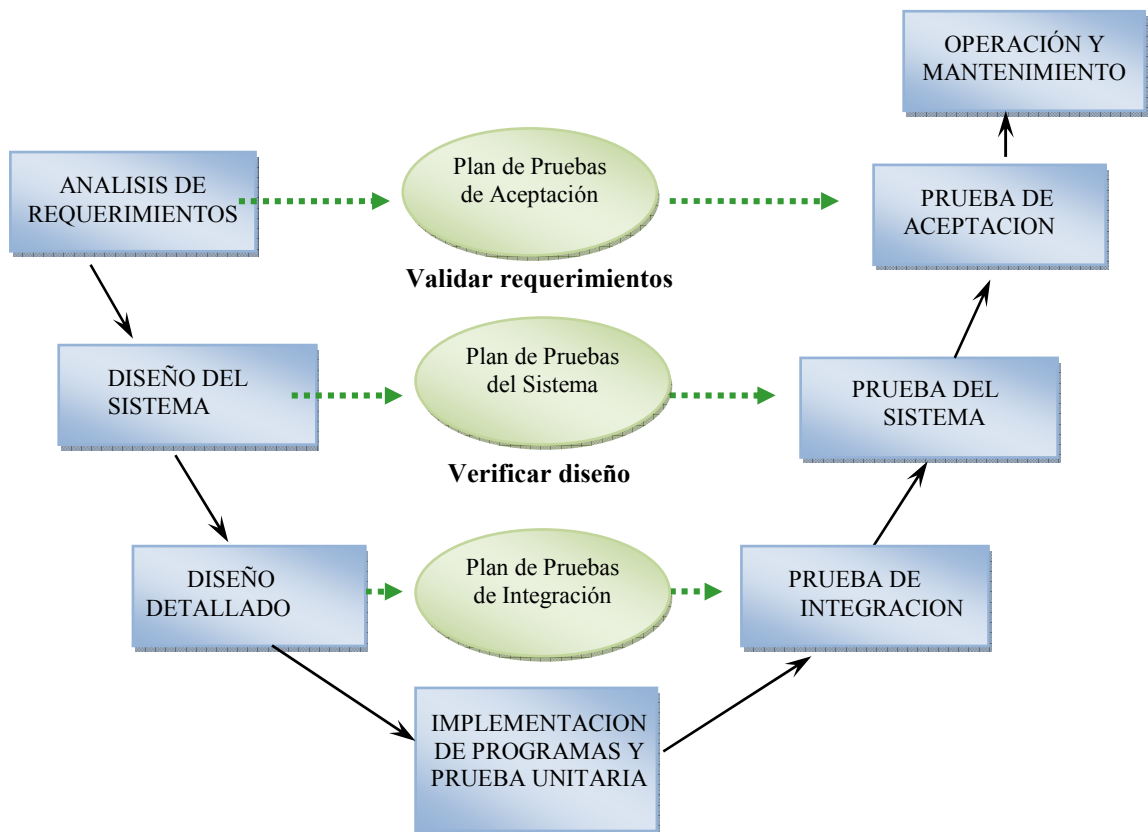 OPERACIÓN Y
MANTENIMIENTO
ANALISIS DE
REQUERIMIENTOS
Plan de Pruebas
de Aceptación
PRUEBA DE
ACEPTACION
Validar requerimientos
DISEÑO DEL
SISTEMA
Plan de Pruebas
del Sistema
PRUEBA DEL
SISTEMA
Verificar diseño
DISEÑO
DETALLADO
Plan de Pruebas
de Integración
PRUEBA DE
INTEGRACION
IMPLEMENTACION
DE PROGRAMAS Y
PRUEBA UNITARIA